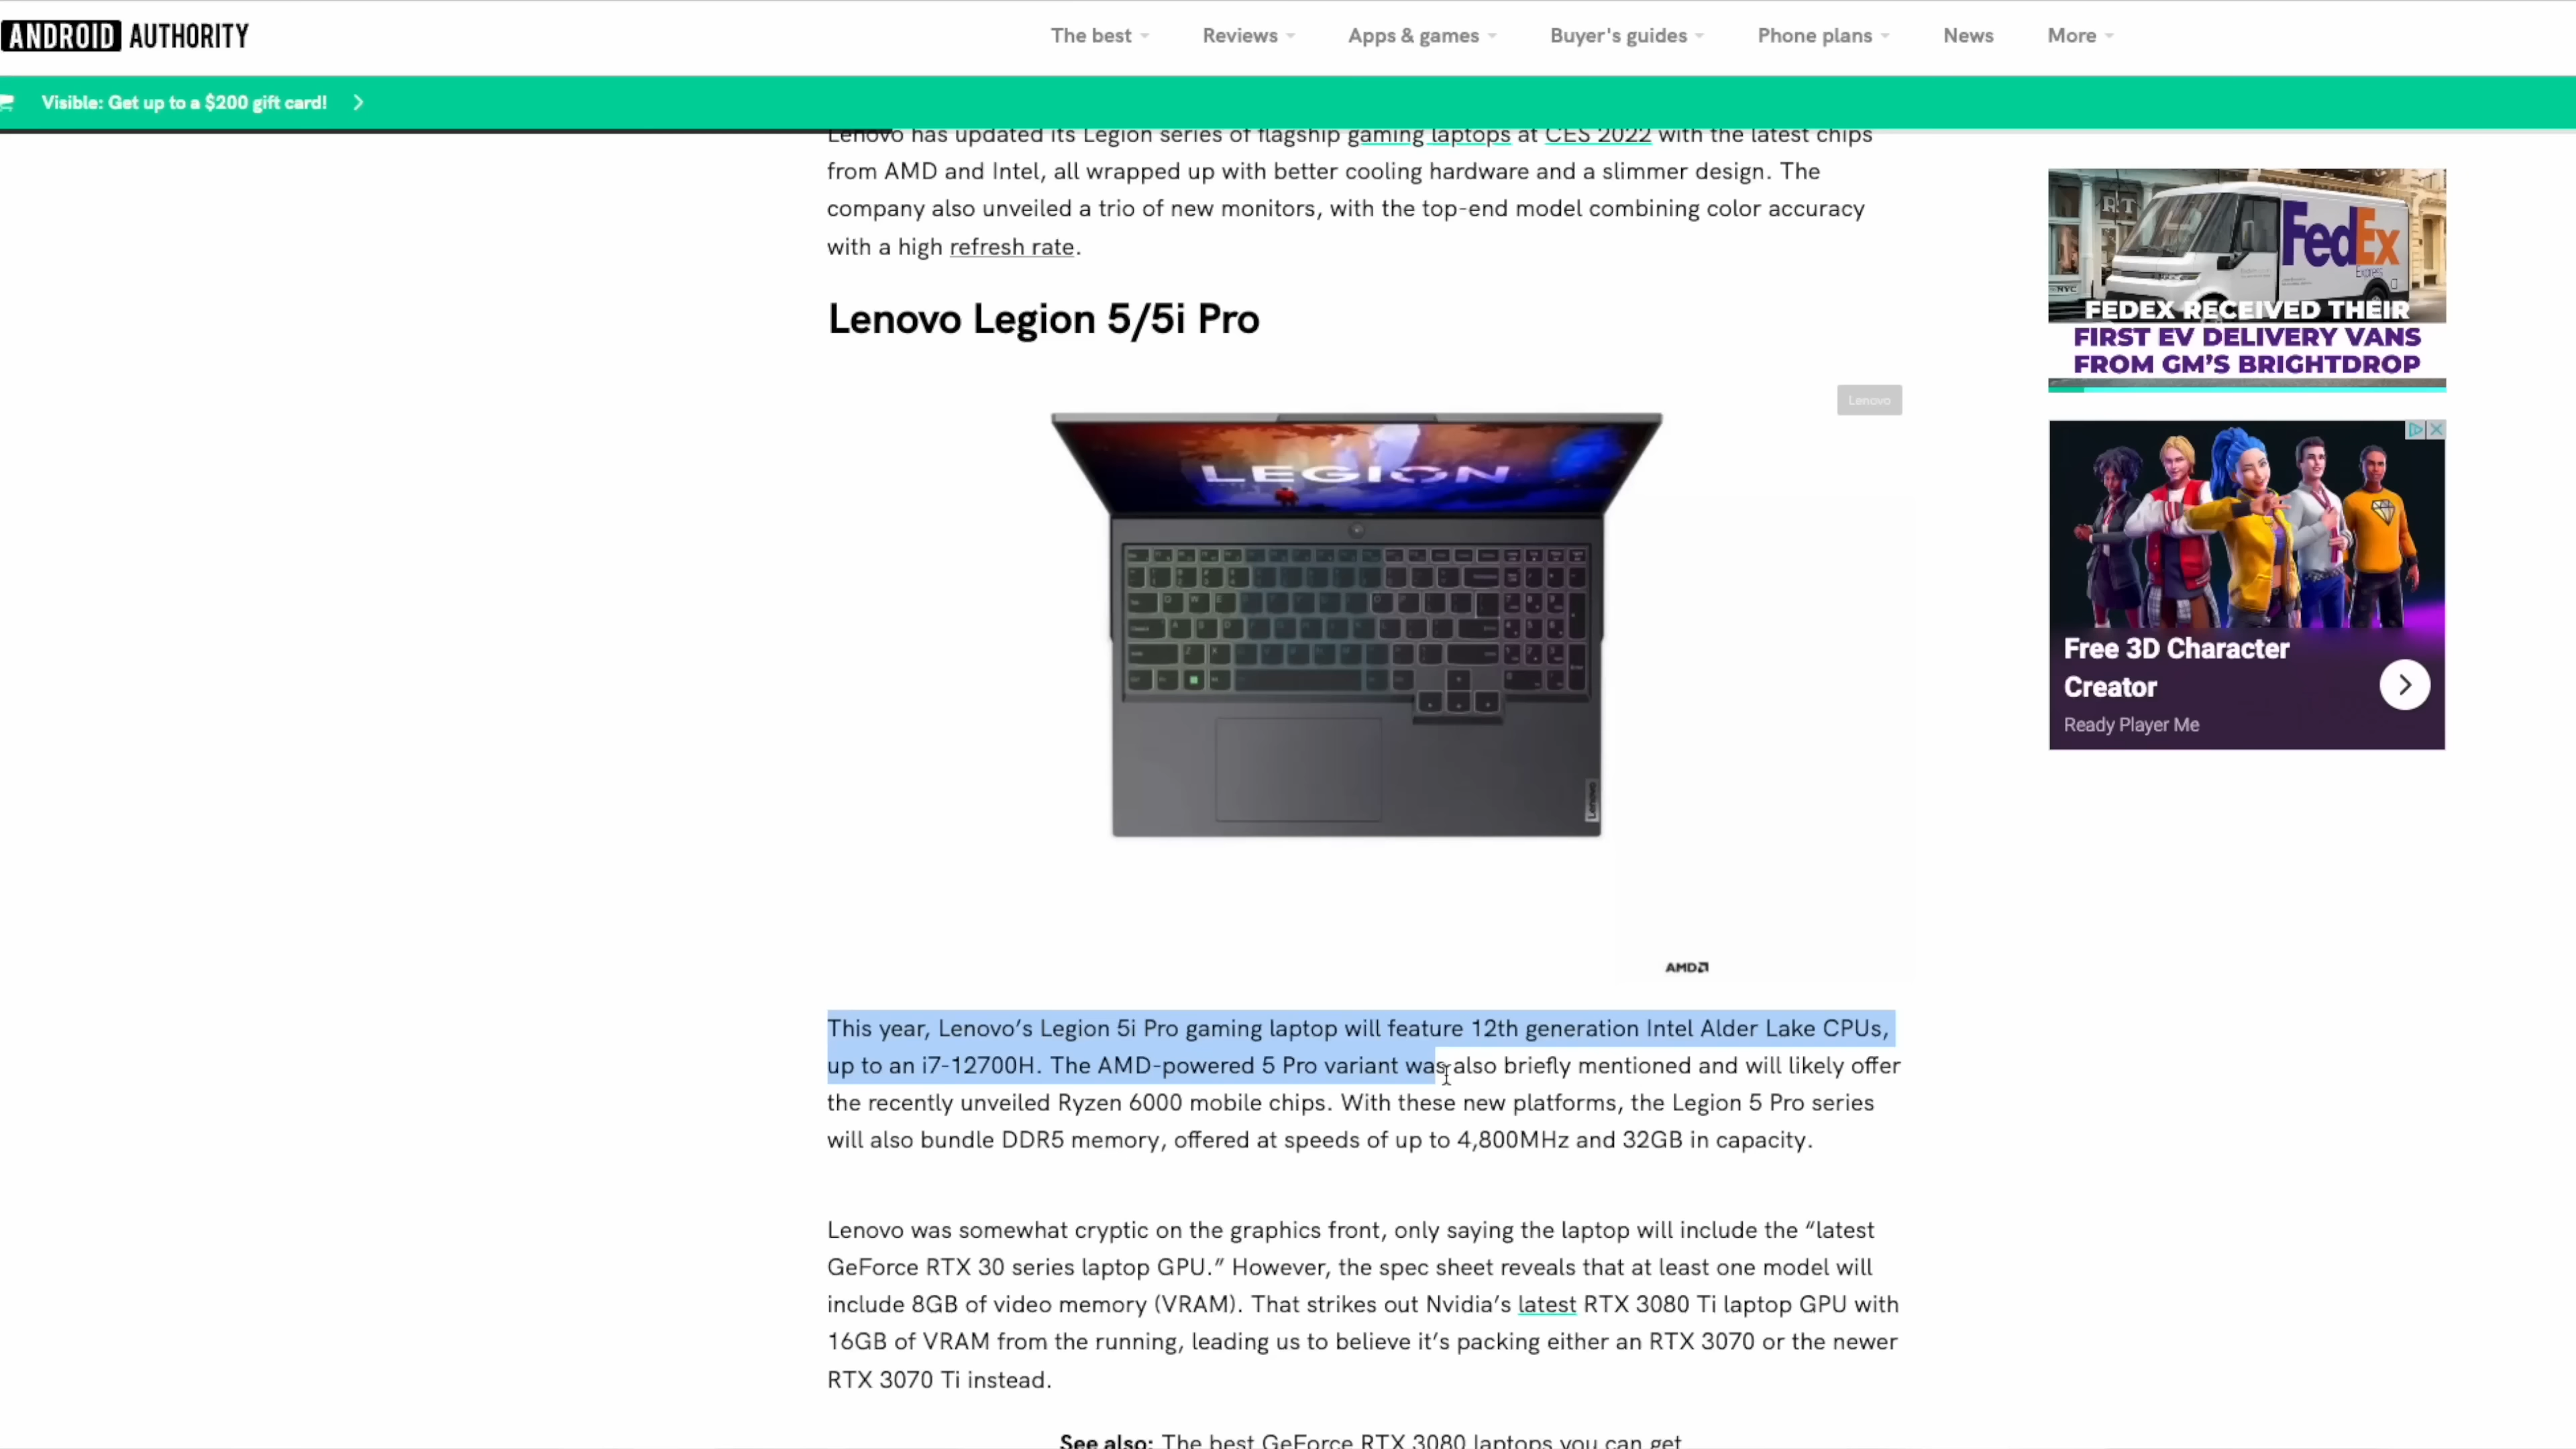 ANDROID AUTHORITY
The best
Reviews
Apps & games
Buyer's guides
Phone plans
News
More
Visible: Get up to a $200 gift card!
Lenovo has updated its Legion series of flagship gaming laptops at CES 2022 with the latest chips
from AMD and Intel, all wrapped up with better cooling hardware and a slimmer design. The
company also unveiled a trio of new monitors, with the top-end model combining color accuracy
with a high refresh rate.
Lenovo Legion 5/5i Pro
Lenovo
LEGION
Lenovo
AMD
This year, Lenovo’s Legion 5i Pro gaming laptop will feature 12th generation Intel Alder Lake CPUs,
up to an i7-12700H. The AMD-powered 5 Pro variant was also briefly mentioned and will likely offer
the recently unveiled Ryzen 6000 mobile chips. With these new platforms, the Legion 5 Pro series
will also bundle DDR5 memory, offered at speeds of up to 4,800MHz and 32GB in capacity.
Lenovo was somewhat cryptic on the graphics front, only saying the laptop will include the “latest
GeForce RTX 30 series laptop GPU.” However, the spec sheet reveals that at least one model will
include 8GB of video memory (VRAM). That strikes out Nvidia’s latest RTX 3080 Ti laptop GPU with
16GB of VRAM from the running, leading us to believe it’s packing either an RTX 3070 or the newer
RTX 3070 Ti instead.
See also: The best GeForce RTX 3080 laptops you can get
FedEx
Express
FEDEX RECEIVED THEIR
FIRST EV DELIVERY VANS
FROM GM’S BRIGHTDROP
Free 3D Character
Creator
Ready Player Me